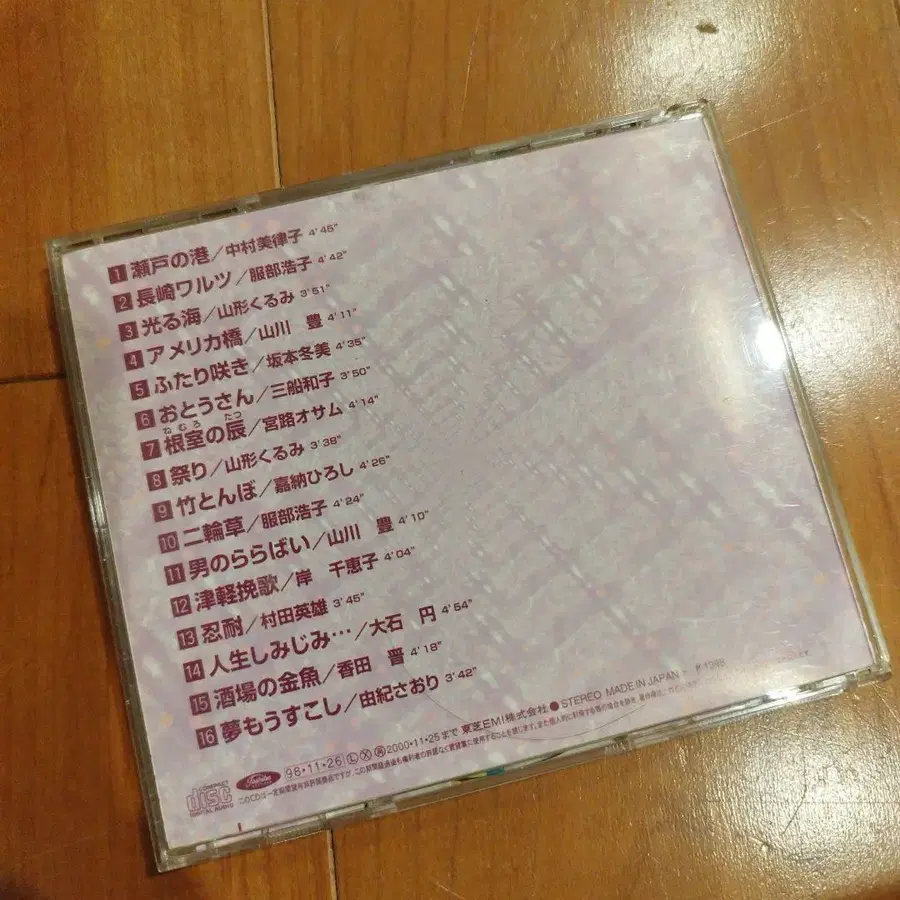 1 瀬戸の港／中村美律子 4'45"
2 長崎ワルツ／服部浩子 4'42"
3 光る海／山形くるみ 3'51"
4 アメリカ橋／山川 豊 4'11"
5 ふたり咲き／坂本冬美 4'35"
6 おとうさん／三船和子 3'50"
ねむろ たつ
7 根室の辰／宮路オサム 4'14"
8 祭り／山形くるみ 3'38"
9 竹とんぼ／嘉納ひろし 4'26"
10 二輪草／服部浩子 4'24"
11 男のららばい／山川 豊 4'10"
12 津軽挽歌／岸 千恵子 4'04"
13 忍耐／村田英雄 3'45"
14 人生しみじみ…／大石 円 4'54"
15 酒場の金魚／香田 晋 4'18"
16 夢もうすこし／由紀さおり 3'42"
COMPACT disc DIGITAL AUDIO
Toshiba 98・11・26 Ⓛ Ⓧ 2000・11・25まで 東芝EMI株式会社 ● STEREO MADE IN JAPAN